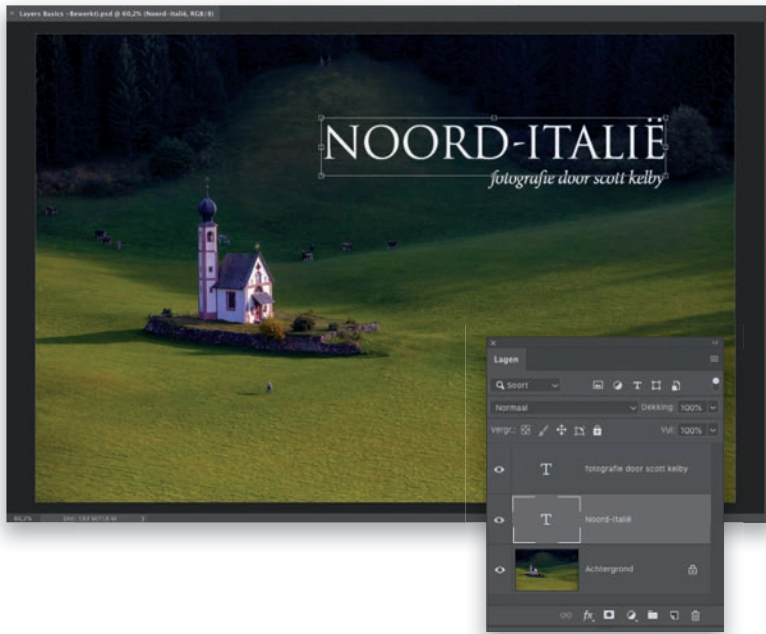 × Layers Basics -Bewerkt).psd @ 60,2% (Noord-Italië, RGB/8)
NOORD-ITALIË
fotografie door scott kelby
Lagen
Soort
Normaal
Dekking: 100%
Vergr.:
Vul: 100%
T fotografie door scott kelby
T Noord-Italië
Achtergrond
fx
60,2%